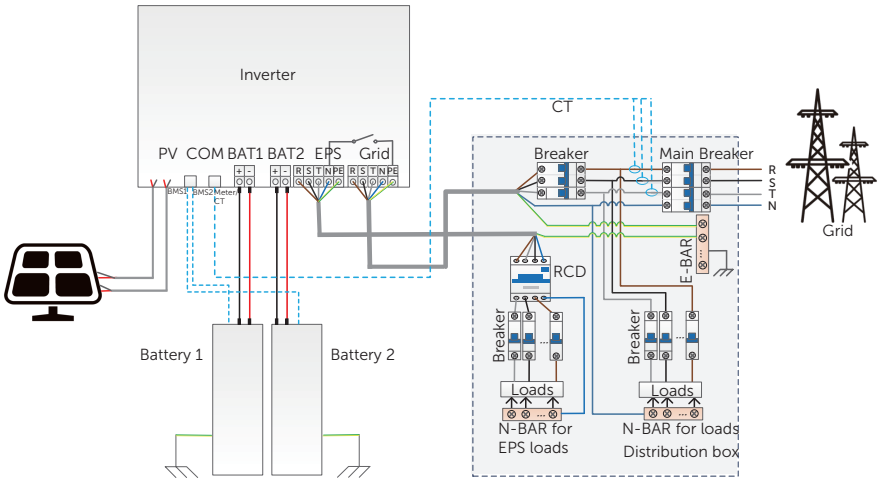 Inverter
PV COM BAT1 BAT2 EPS Grid
+ - + - R S T N PE R S T N PE
BMS1 BMS2 Meter/
CT
CT
Breaker Main Breaker
R
S
T
N
Grid
E-BAR
RCD
Breaker
Breaker
Battery 1
Battery 2
...
...
Loads
Loads
...
...
N-BAR for
EPS loads
N-BAR for loads
Distribution box